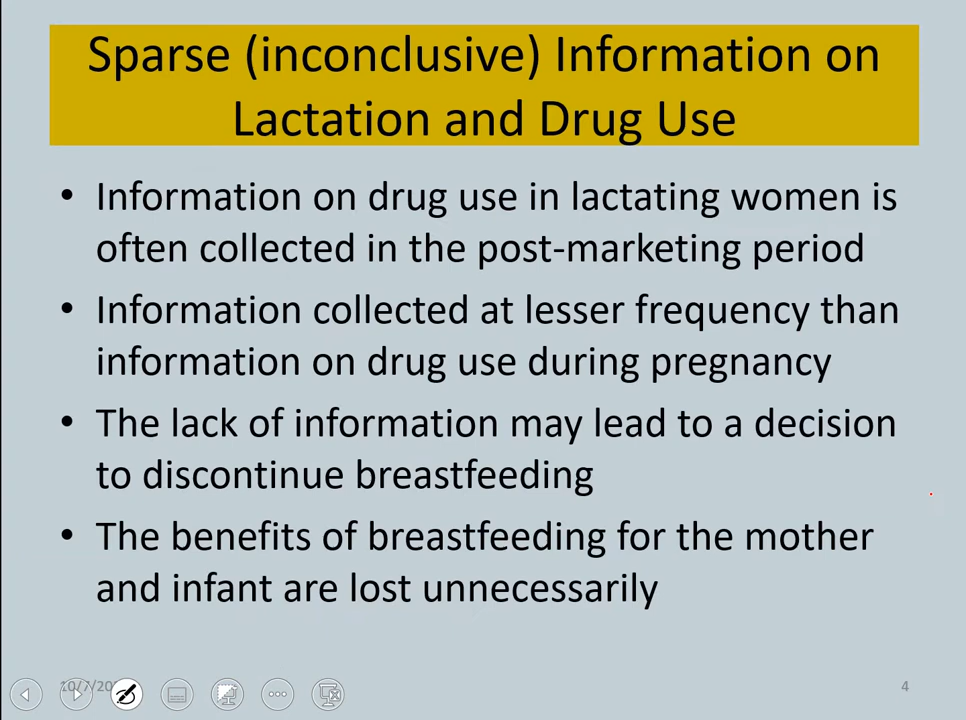 Sparse (inconclusive) Information on
Lactation and Drug Use
• Information on drug use in lactating women is
often collected in the post-marketing period
• Information collected at lesser frequency than
information on drug use during pregnancy
• The lack of information may lead to a decision
to discontinue breastfeeding
• The benefits of breastfeeding for the mother
and infant are lost unnecessarily
4